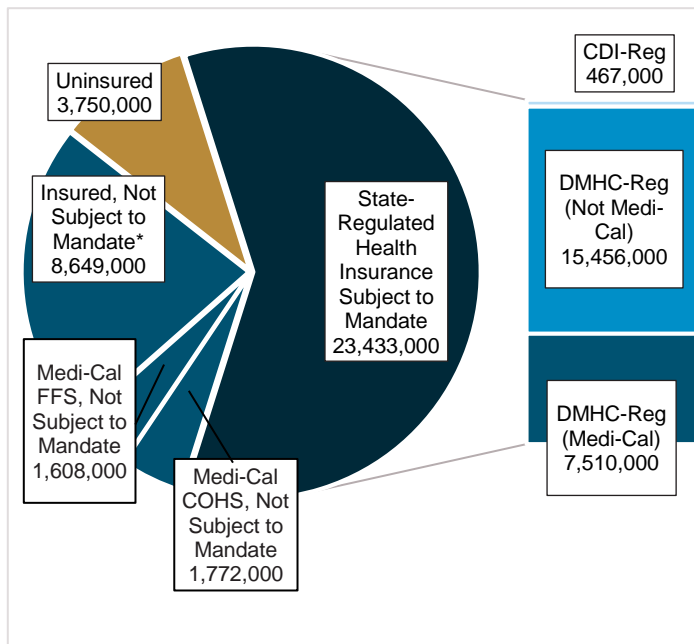 Uninsured
3,750,000
Insured, Not
Subject to
Mandate*
8,649,000
Medi-Cal
FFS, Not
Subject to
Mandate
1,608,000
Medi-Cal
COHS, Not
Subject to
Mandate
1,772,000
State-
Regulated
Health
Insurance
Subject to
Mandate
23,433,000
CDI-Reg
467,000
DMHC-Reg
(Not Medi-
Cal)
15,456,000
DMHC-Reg
(Medi-Cal)
7,510,000